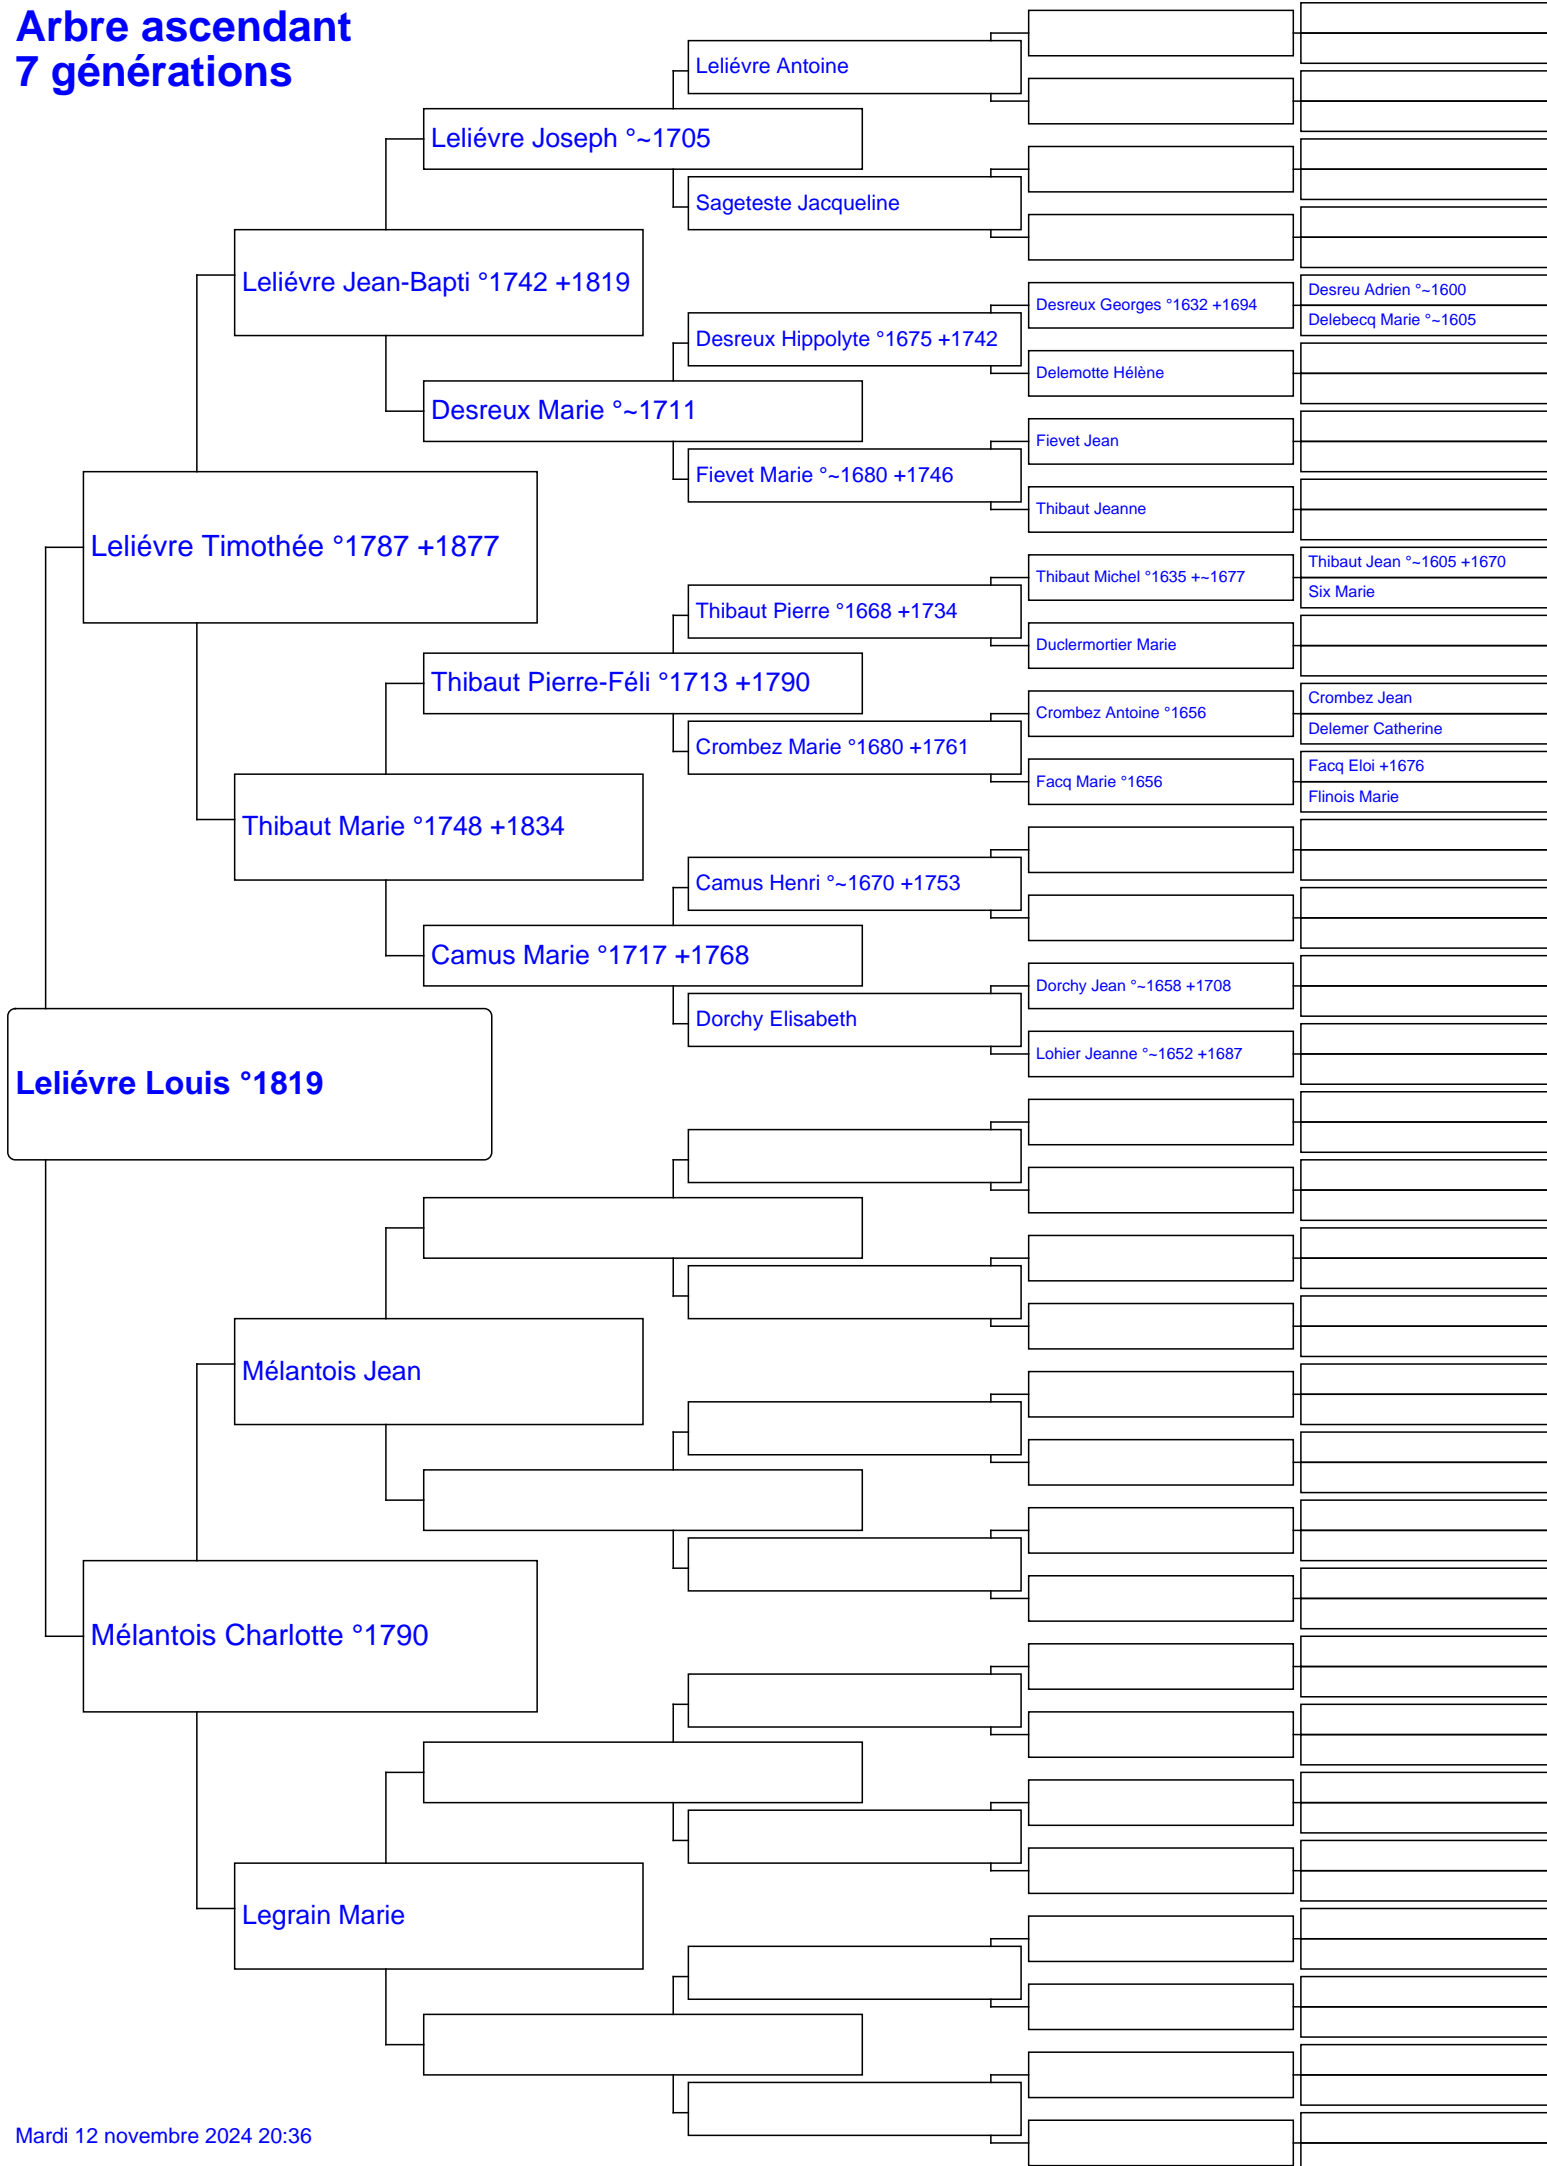 Arbre ascendant
7 générations
Leliévre Antoine
Leliévre Joseph °~1705
Sageteste Jacqueline
Leliévre Jean-Bapti °1742 +1819
Desreux Georges °1632 +1694
Desreu Adrien °~1600
Delebecq Marie °~1605
Desreux Hippolyte °1675 +1742
Delemotte Hélène
Desreux Marie °~1711
Fievet Jean
Fievet Marie °~1680 +1746
Thibaut Jeanne
Leliévre Timothée °1787 +1877
Thibaut Michel °1635 +~1677
Thibaut Jean °~1605 +1670
Six Marie
Thibaut Pierre °1668 +1734
Duclermortier Marie
Thibaut Pierre-Féli °1713 +1790
Crombez Antoine °1656
Crombez Jean
Delemer Catherine
Crombez Marie °1680 +1761
Facq Marie °1656
Facq Eloi +1676
Flinois Marie
Thibaut Marie °1748 +1834
Camus Henri °~1670 +1753
Camus Marie °1717 +1768
Dorchy Jean °~1658 +1708
Dorchy Elisabeth
Lohier Jeanne °~1652 +1687
Leliévre Louis °1819
Mélantois Jean
Mélantois Charlotte °1790
Legrain Marie
Mardi 12 novembre 2024 20:36